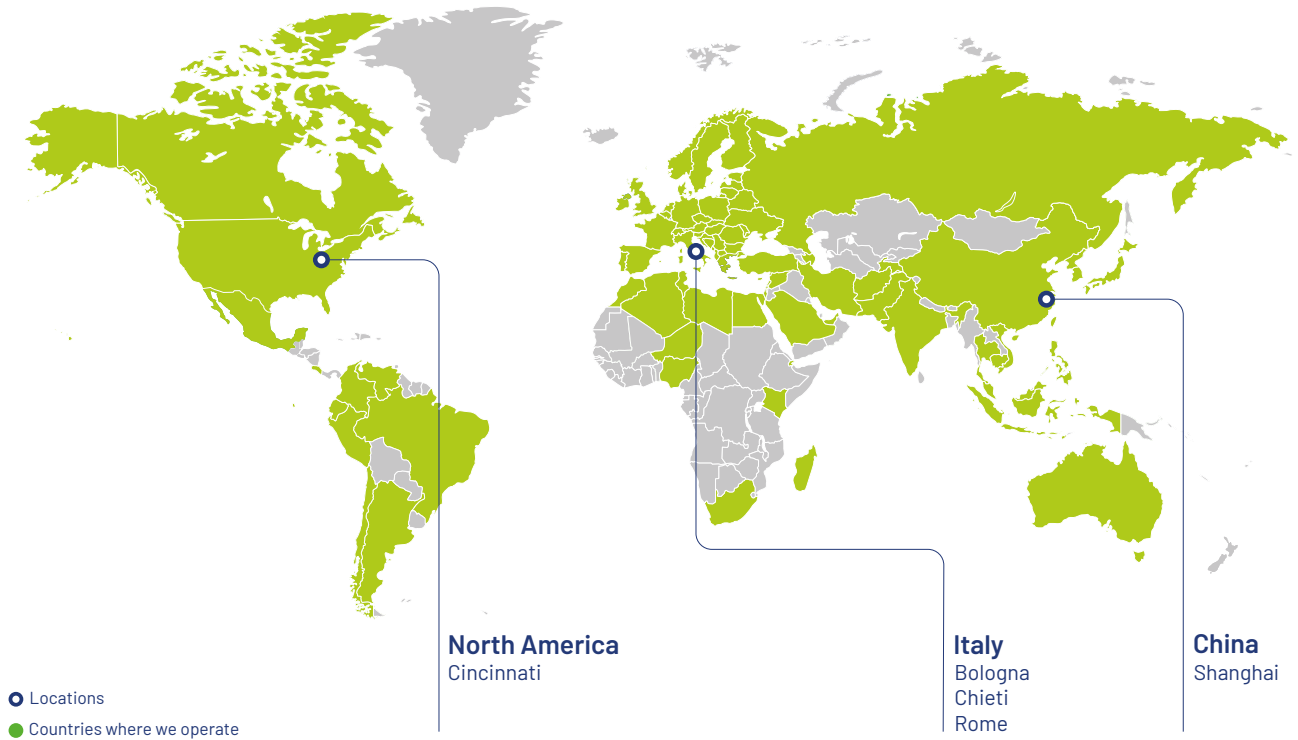 North America
Cincinnati
Italy
Bologna
Chieti
Rome
China
Shanghai
Locations
Countries where we operate